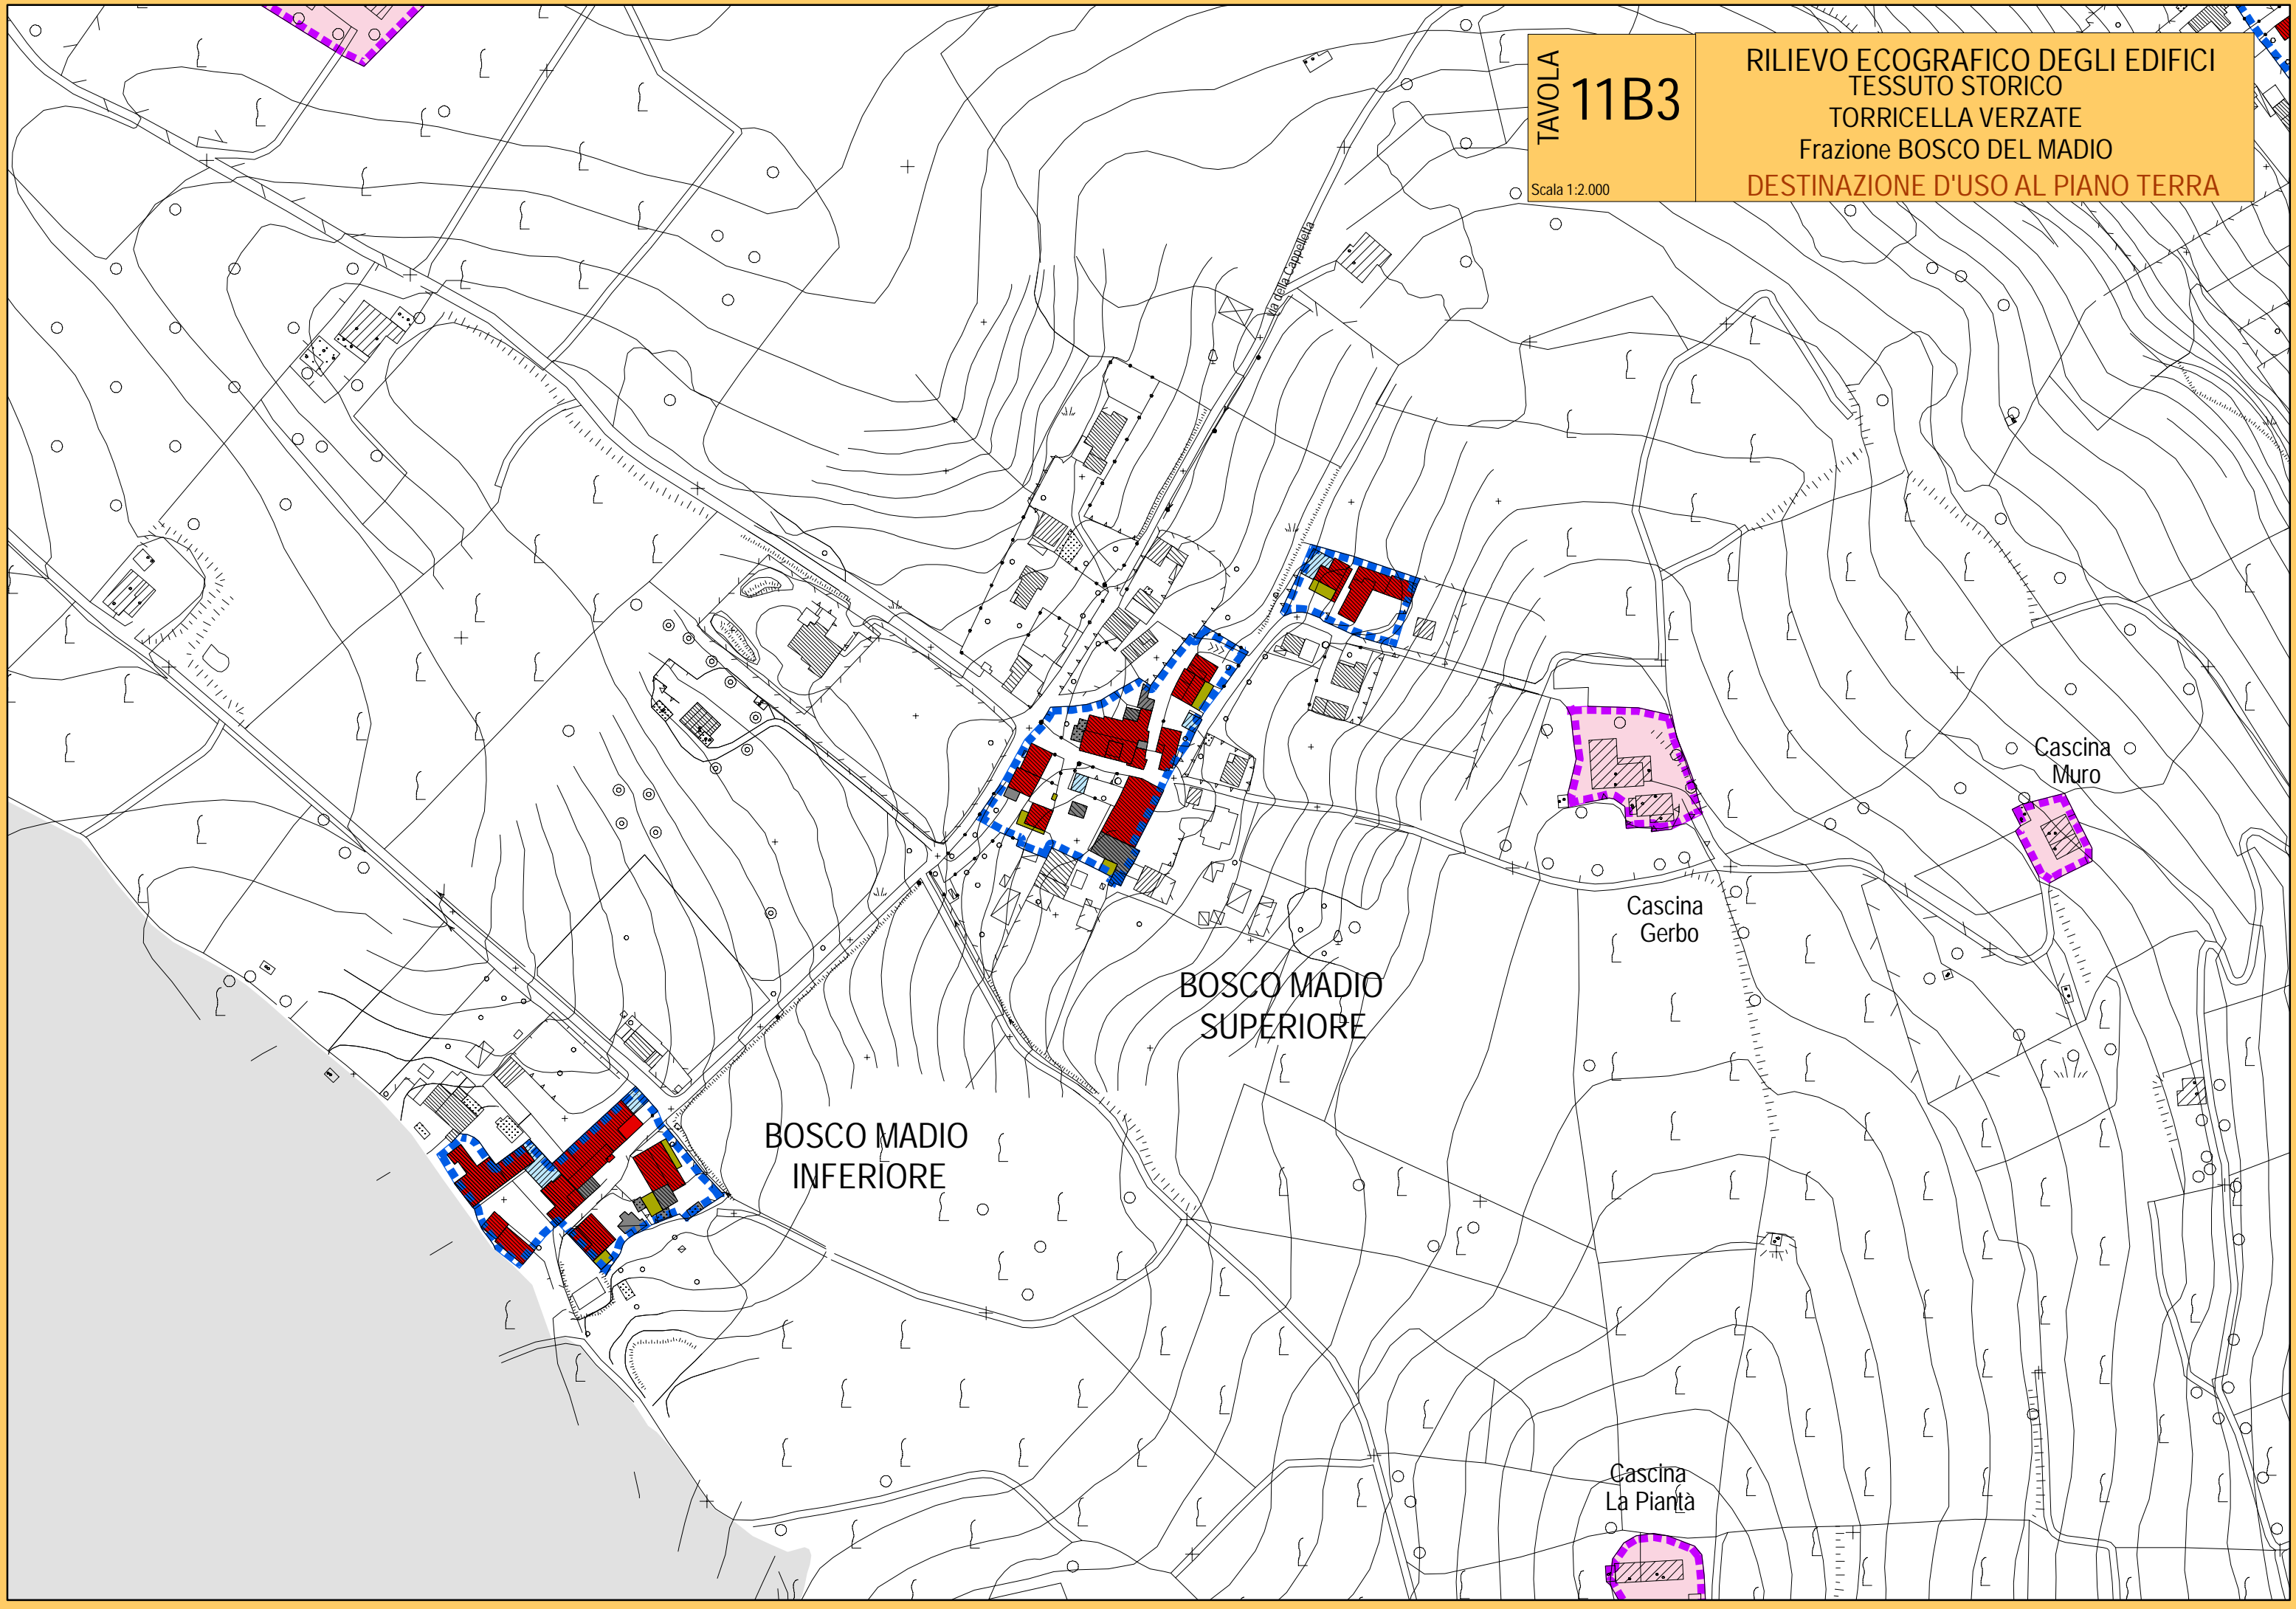 TAVOLA
11B3
Scala 1:2.000
RILIEVO ECOGRAFICO DEGLI EDIFICI
TESSUTO STORICO
TORRICELLA VERZATE
Frazione BOSCO DEL MADIO
DESTINAZIONE D'USO AL PIANO TERRA
Via della Cappelletta
Cascina
Muro
Cascina
Gerbo
BOSCO MADIO
SUPERIORE
BOSCO MADIO
INFERIORE
Cascina
La Piantà